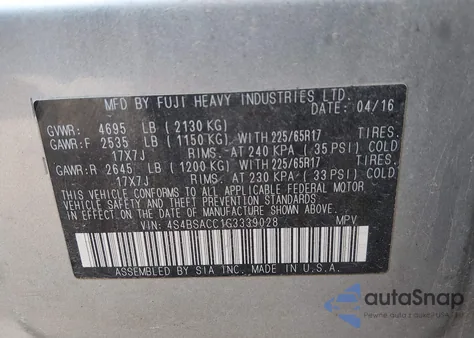 MFD BY FUJI HEAVY INDUSTRIES LTD.
DATE: 04/16
GVWR: 4695 LB ( 2130 KG)
GAWR:F 2535 LB ( 1150 KG) WITH 225/65R17 TIRES.
17X7J RIMS. AT 240 KPA ( 35 PSI) COLD
GAWR:R 2645 LB ( 1200 KG) WITH 225/65R17 TIRES.
17X7J RIMS. AT 230 KPA ( 33 PSI) COLD
THIS VEHICLE CONFORMS TO ALL APPLICABLE FEDERAL MOTOR
VEHICLE SAFETY AND THEFT PREVENTION STANDARDS IN EFFECT
ON THE DATE OF MANUFACTURE SHOWN ABOVE.
VIN: 4S4BSACC1G3339028 MPV
ASSEMBLED BY SIA INC. MADE IN U.S.A.
autoSnap
Pewne auto z aukcji USA